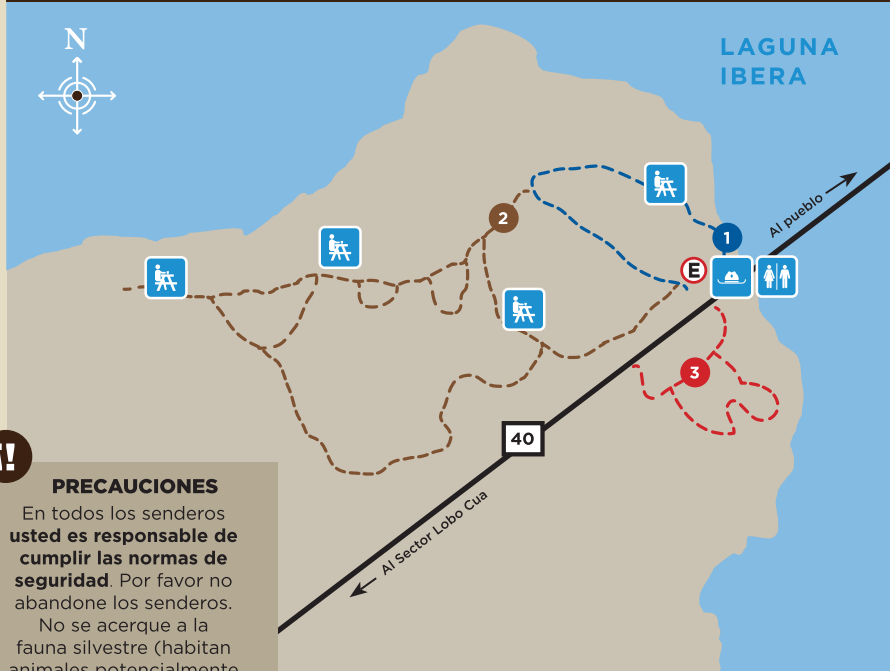 N
LAGUNA
IBERA
Al pueblo
1
2
E
3
40
Al Sector Lobo Cua
¡!
PRECAUCIONES
En todos los senderos
usted es responsable de
cumplir las normas de
seguridad. Por favor no
abandone los senderos.
No se acerque a la
fauna silvestre (habitan
animales potencialmente